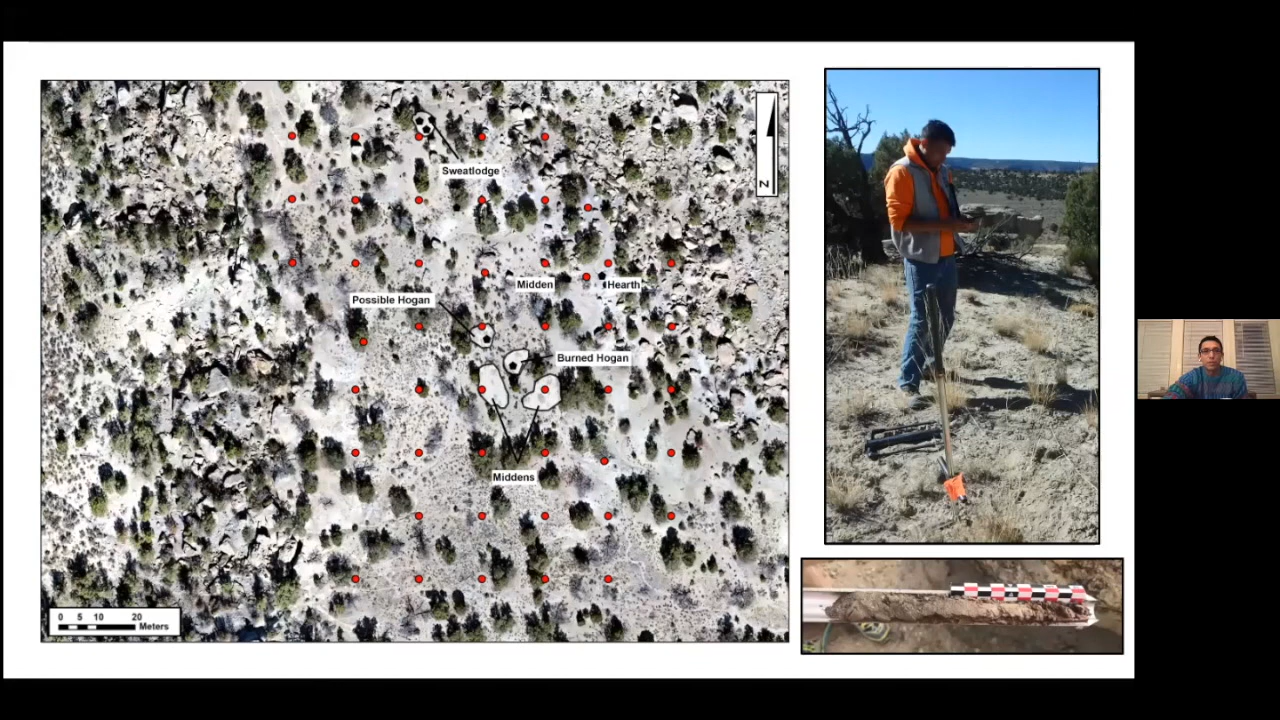 Sweatlodge
Midden
Hearth
Possible Hogan
Burned Hogan
Middens
0 5 10 20
Meters
N